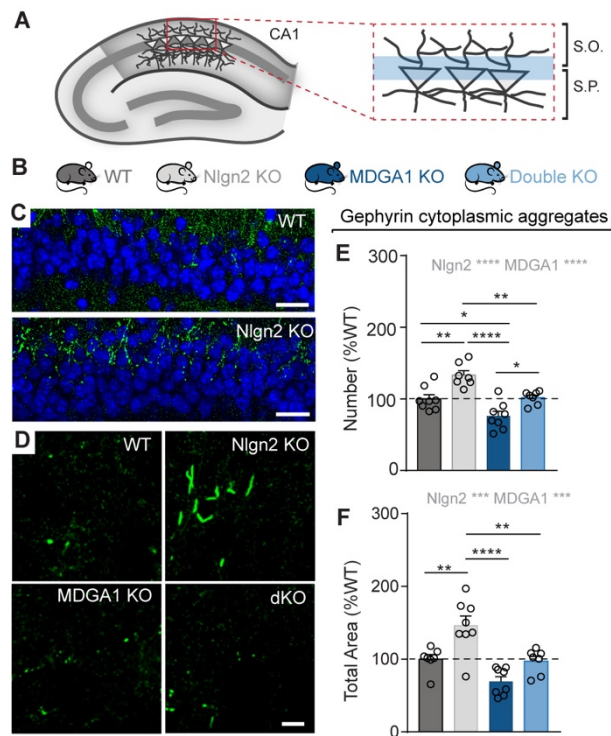 A
CA1
S.O.
S.P.
B
WT
Nlgn2 KO
MDGA1 KO
Double KO
C
WT
Nlgn2 KO
D
WT
Nlgn2 KO
MDGA1 KO
dKO
Gephyrin cytoplasmic aggregates
E
Nlgn2 **** MDGA1 ****
Number (%WT)
300
200
100
0
**
*
** ****
*
F
Nlgn2 *** MDGA1 ***
Total Area (%WT)
300
200
100
0
**
** ****